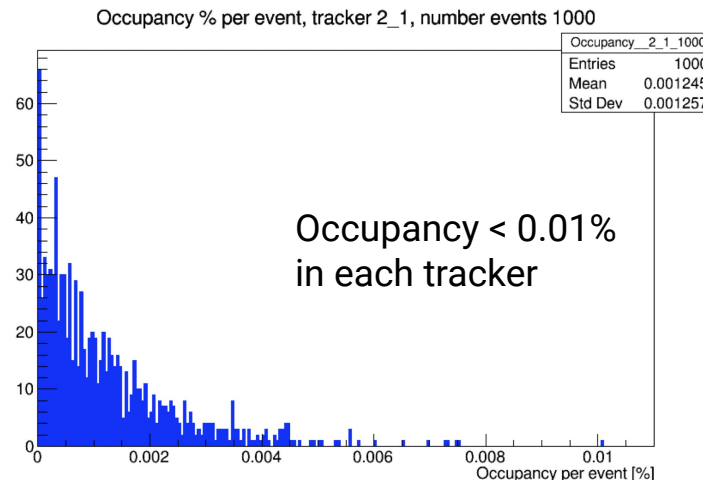 Occupancy % per event, tracker 2_1, number events 1000
Occupancy__2_1_1000
Entries 1000
Mean 0.001245
Std Dev 0.001257
60
50
40
30
20
10
0
Occupancy < 0.01%
in each tracker
0 0.002 0.004 0.006 0.008 0.01
Occupancy per event [%]